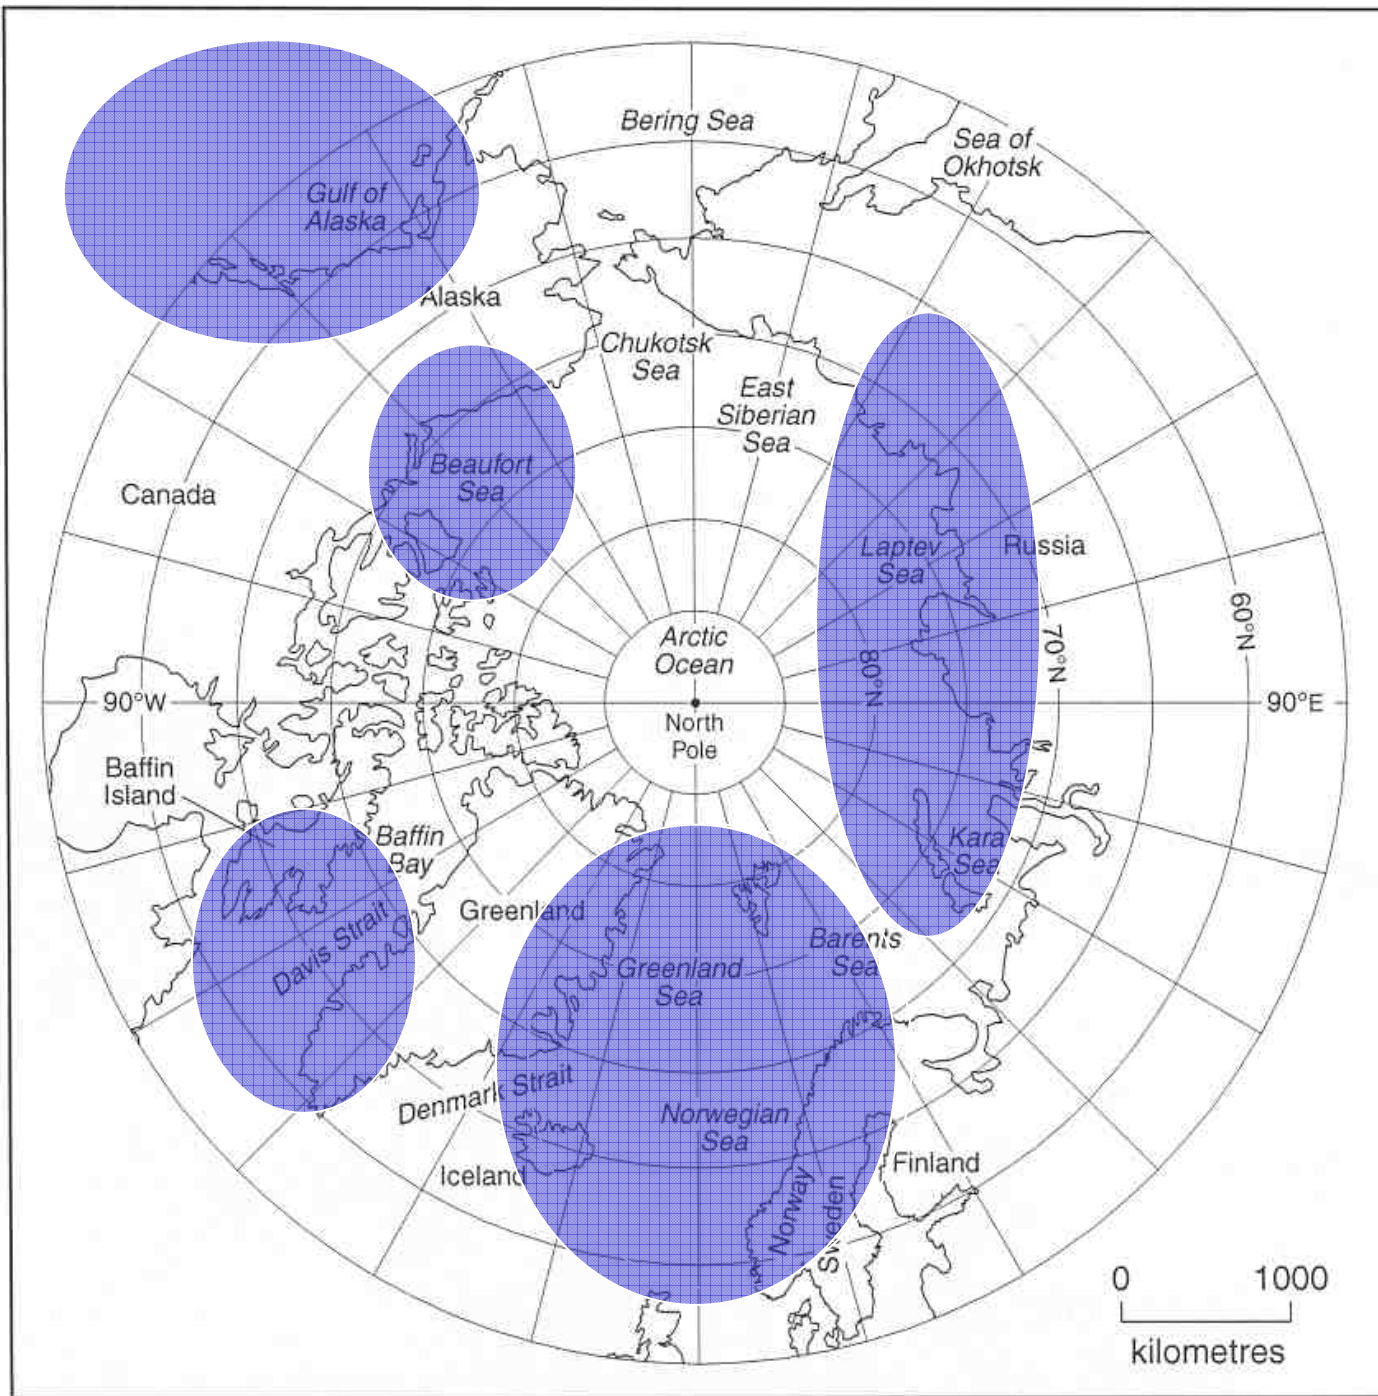 Bering Sea
Sea of
Okhotsk
Gulf of
Alaska
Alaska
Chukotsk
Sea
East
Siberian
Sea
Beaufort
Sea
Canada
Laptev
Sea
Russia
60°N
70°N
80°N
Arctic
Ocean
North
Pole
90°W
90°E
Baffin
Island
Baffin
Bay
Kara
Sea
Greenland
Davis Strait
Barents
Sea
Greenland
Sea
Denmark Strait
Norwegian
Sea
Iceland
Norway
Sweden
Finland
0 1000
kilometres